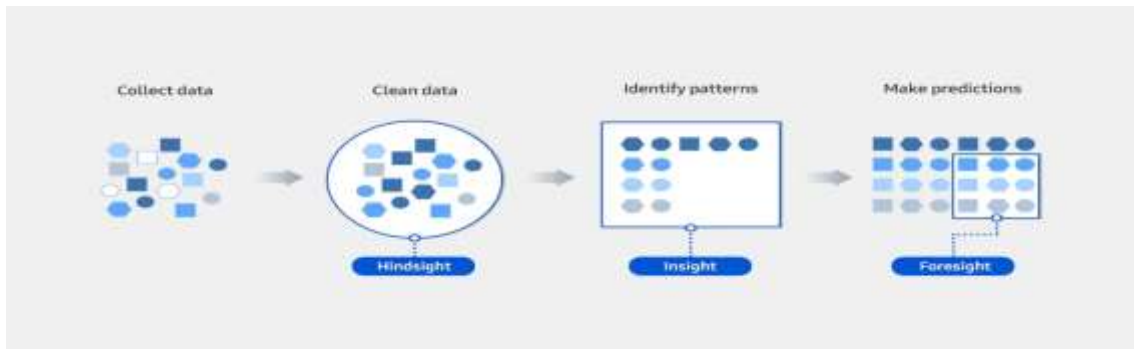 Collect data
Clean data
Identify patterns
Make predictions
Hindsight
Insight
Foresight